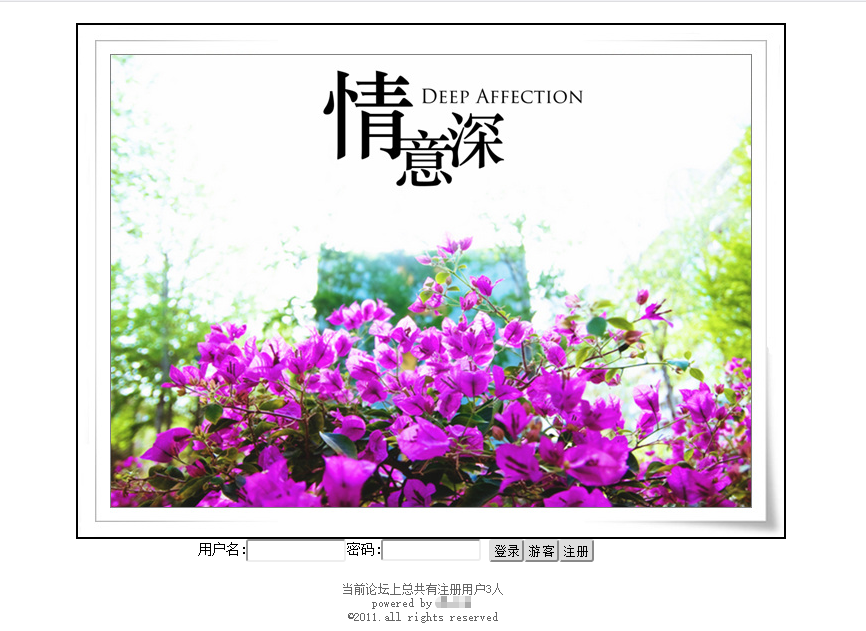 情意深
DEEP AFFECTION
用户名: 密码: 登录 游客 注册
当前论坛上总共有注册用户3人
powered by
©2011.all rights reserved